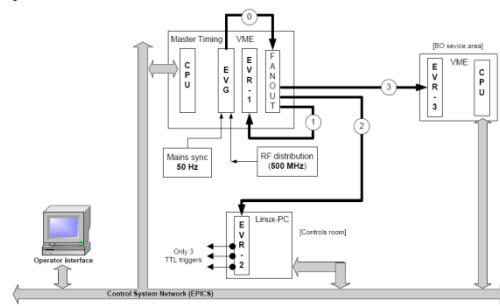 0
Master Timing VME
CPU
EVG
EVR-1
FANOUT
[BO sevice area]
VME
EVR-3
CPU
3
1
2
Mains sync
50 Hz
RF distribution
(500 MHz)
Linux-PC
EVR-2
[Controls room]
Only 3
TTL triggers
Operator interface
Control System Network (EPICS)